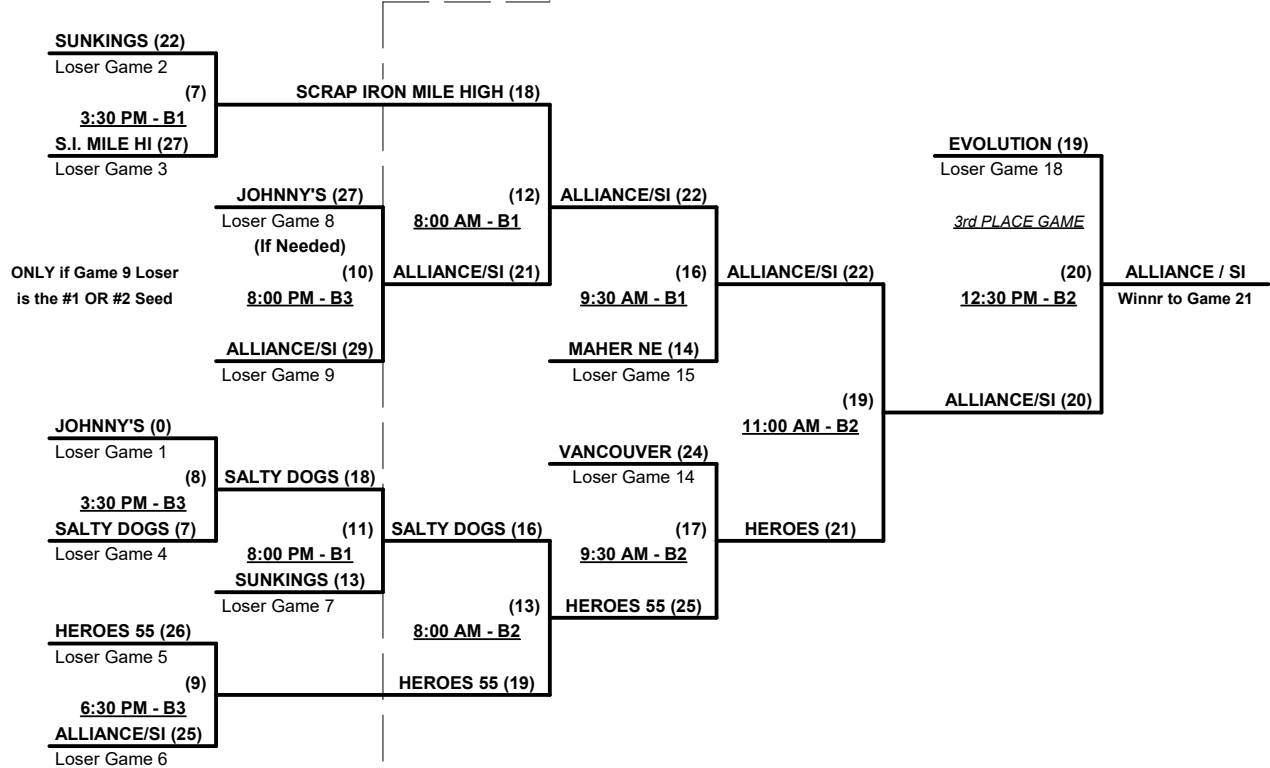 SUNKINGS (22)
Loser Game 2
(7)
3:30 PM - B1
S.I. MILE HI (27)
Loser Game 3
SCRAP IRON MILE HIGH (18)
JOHNNY'S (27)
Loser Game 8
(If Needed)
(10)
8:00 PM - B3
ONLY if Game 9 Loser
is the #1 OR #2 Seed
ALLIANCE/SI (29)
Loser Game 9
(12)
8:00 AM - B1
ALLIANCE/SI (21)
ALLIANCE/SI (22)
(16)
9:30 AM - B1
MAHER NE (14)
Loser Game 15
ALLIANCE/SI (22)
EVOLUTION (19)
Loser Game 18
3rd PLACE GAME
(20)
12:30 PM - B2
ALLIANCE / SI
Winnr to Game 21
(19)
11:00 AM - B2
ALLIANCE/SI (20)
JOHNNY'S (0)
Loser Game 1
(8)
3:30 PM - B3
SALTY DOGS (7)
Loser Game 4
SALTY DOGS (18)
(11)
8:00 PM - B1
SUNKINGS (13)
Loser Game 7
SALTY DOGS (16)
VANCOUVER (24)
Loser Game 14
(17)
9:30 AM - B2
HEROES (21)
(13)
8:00 AM - B2
HEROES 55 (25)
HEROES 55 (26)
Loser Game 5
(9)
6:30 PM - B3
ALLIANCE/SI (25)
Loser Game 6
HEROES 55 (19)